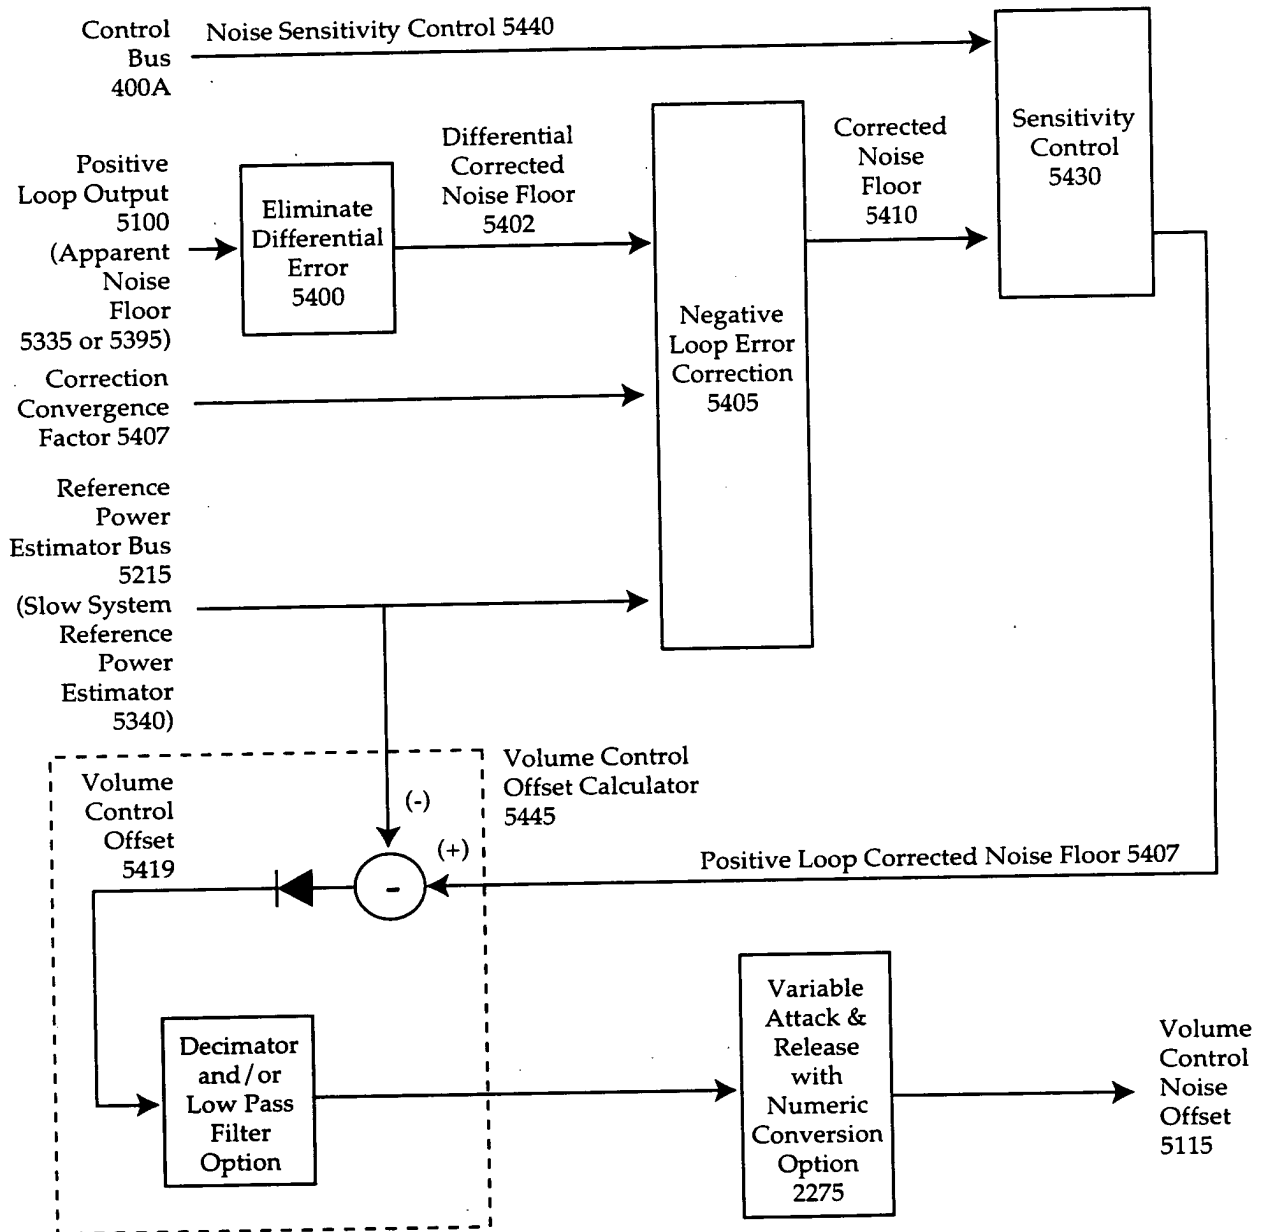 Control
Bus
400A
Noise Sensitivity Control 5440
Sensitivity
Control
5430
Positive
Loop Output
5100
(Apparent
Noise
Floor
5335 or 5395)
Eliminate
Differential
Error
5400
Differential
Corrected
Noise Floor
5402
Corrected
Noise
Floor
5410
Negative
Loop Error
Correction
5405
Correction
Convergence
Factor 5407
Reference
Power
Estimator Bus
5215
(Slow System
Reference
Power
Estimator
5340)
Volume
Control
Offset
5419
Volume Control
Offset Calculator
5445
(-)
(+)
-
Positive Loop Corrected Noise Floor 5407
Decimator
and/or
Low Pass
Filter
Option
Variable
Attack &
Release
with
Numeric
Conversion
Option
2275
Volume
Control
Noise
Offset
5115